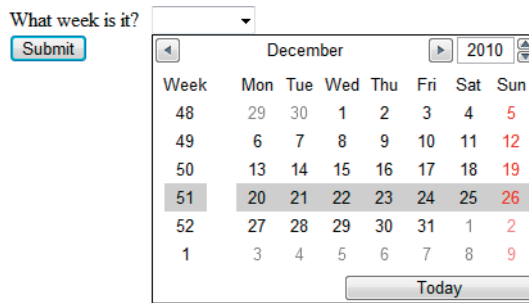 What week is it?
Submit
December 2010
Week Mon Tue Wed Thu Fri Sat Sun
48 29 30 1 2 3 4 5
49 6 7 8 9 10 11 12
50 13 14 15 16 17 18 19
51 20 21 22 23 24 25 26
52 27 28 29 30 31 1 2
1 3 4 5 6 7 8 9
Today